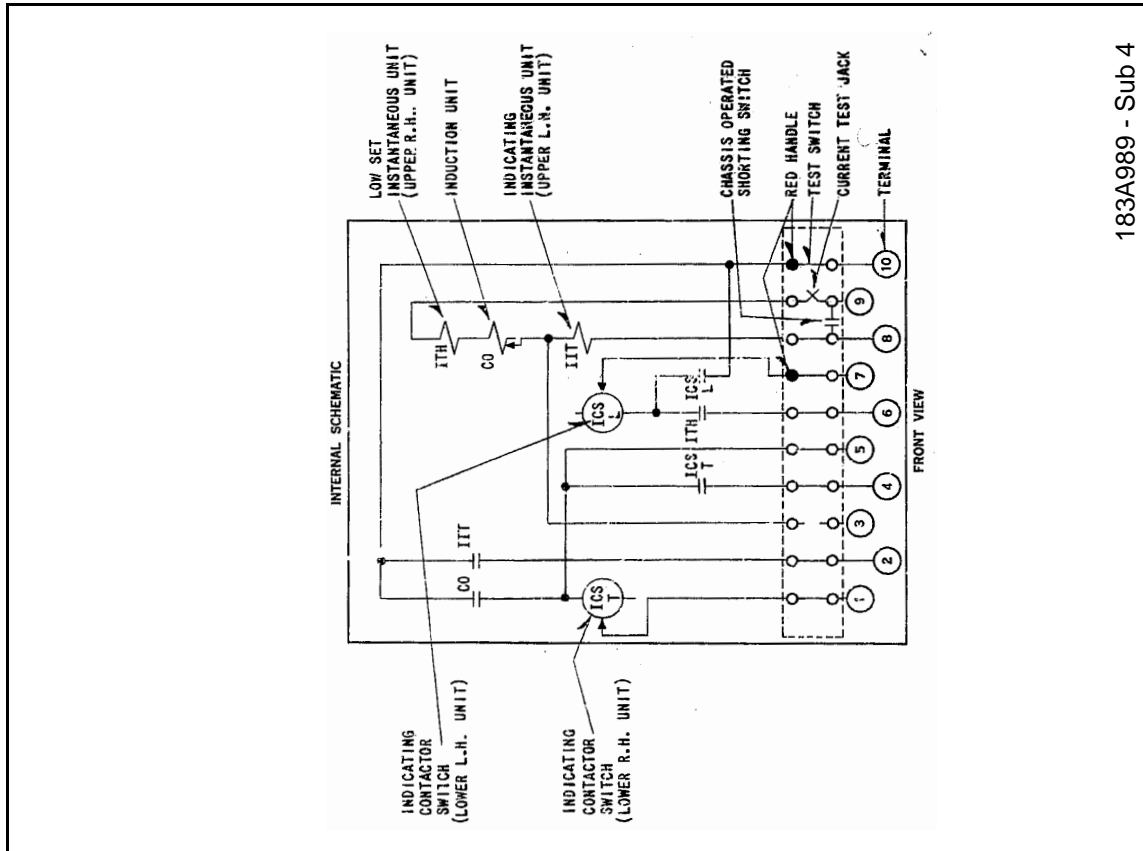 183A989 - Sub 4
INTERNAL SCHEMATIC
LOW SET
INSTANTANEOUS UNIT
(UPPER R.H. UNIT)
INDUCTION UNIT
INDICATING
INSTANTANEOUS UNIT
(UPPER L.H. UNIT)
CHASSIS OPERATED
SHORTING SWITCH
RED HANDLE
TEST SWITCH
CURRENT TEST JACK
TERMINAL
INDICATING
CONTACTOR
SWITCH
(LOWER L.H. UNIT)
INDICATING
CONTACTOR
SWITCH
(LOWER R.H. UNIT)
ITH
CO
IIT
CO
IIT
ICS
L
ICS
T
ICS
T
ITH
ICS
L
1
2
3
4
5
6
7
8
9
10
FRONT VIEW